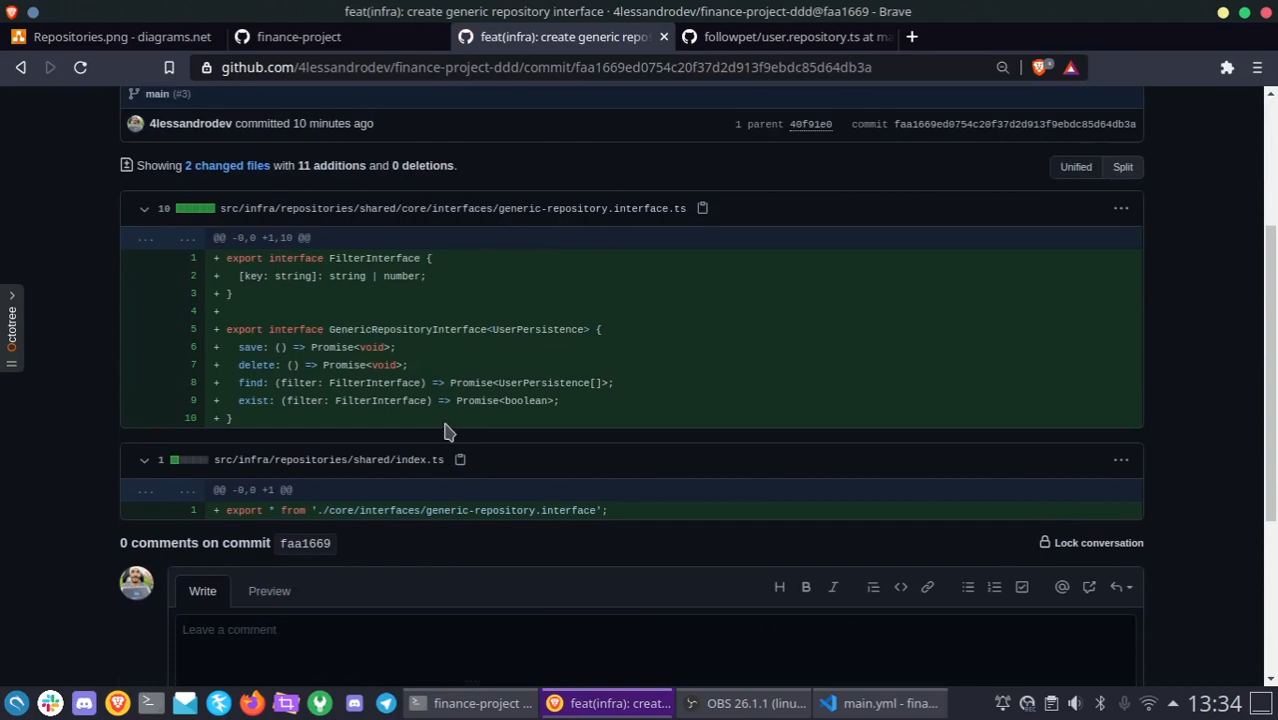 feat(infra): create generic repository interface · 4lessandrodev/finance-project-ddd@faa1669 - Brave
Repositories.png - diagrams.net
finance-project
feat(infra): create generic repos
followpet/user.repository.ts at ma
github.com/4lessandrodev/finance-project-ddd/commit/faa1669ed0754c20f37d2d913f9ebdc85d64db3a
main (#3)
4lessandrodev committed 10 minutes ago
1 parent 40f91e0 commit faa1669ed0754c20f37d2d913f9ebdc85d64db3a
Showing 2 changed files with 11 additions and 0 deletions.
Unified Split
10 src/infra/repositories/shared/core/interfaces/generic-repository.interface.ts
... ... @@ -0,0 +1,10 @@
1 + export interface FilterInterface {
2 + [key: string]: string | number;
3 + }
4 +
5 + export interface GenericRepositoryInterface<UserPersistence> {
6 + save: () => Promise<void>;
7 + delete: () => Promise<void>;
8 + find: (filter: FilterInterface) => Promise<UserPersistence[]>;
9 + exist: (filter: FilterInterface) => Promise<boolean>;
10 + }
Octotree
1 src/infra/repositories/shared/index.ts
... ... @@ -0,0 +1 @@
1 + export * from './core/interfaces/generic-repository.interface';
0 comments on commit faa1669
Lock conversation
Write Preview
Leave a comment
finance-project ...
feat(infra): creat...
OBS 26.1.1 (linu...
main.yml - fina...
13:34